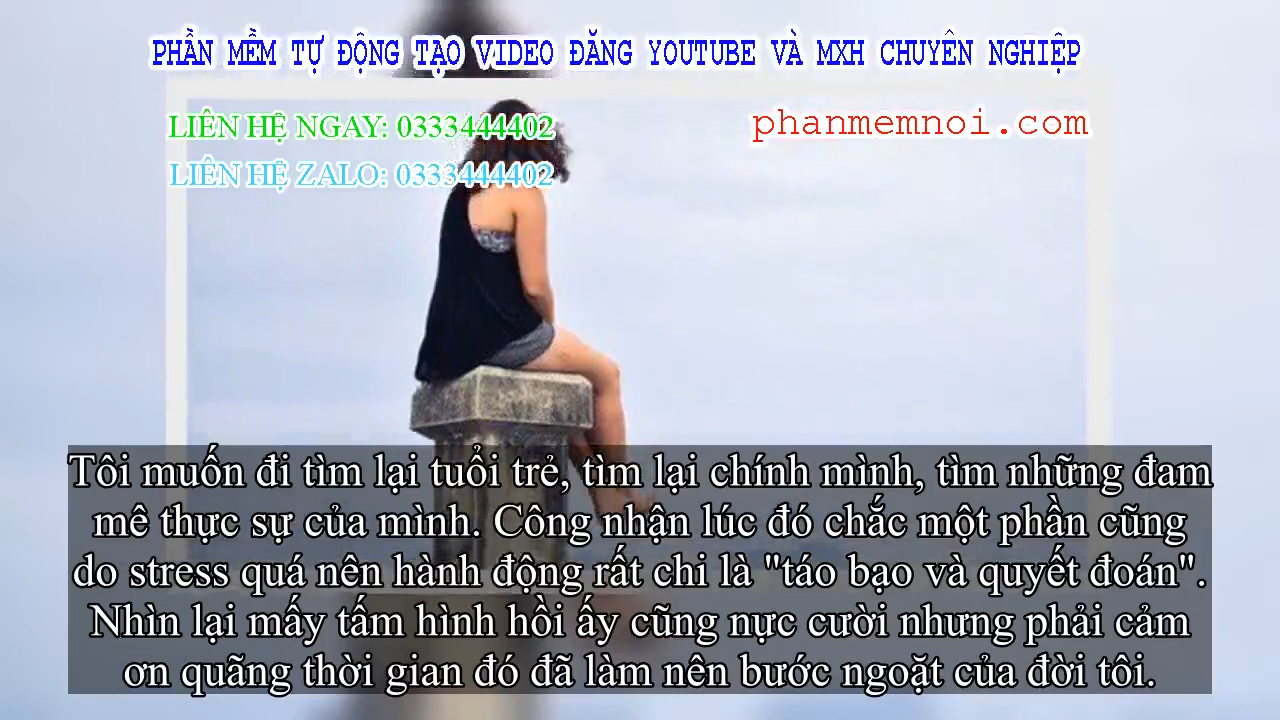 PHẦN MỀM TỰ ĐỘNG TẠO VIDEO ĐĂNG YOUTUBE VÀ MXH CHUYÊN NGHIỆP
LIÊN HỆ NGAY: 0333444402
phanmemnoi.com
LIÊN HỆ ZALO: 0333444402
Tôi muốn đi tìm lại tuổi trẻ, tìm lại chính mình, tìm những đam
mê thực sự của mình. Công nhận lúc đó chắc một phần cũng
do stress quá nên hành động rất chi là "táo bạo và quyết đoán".
Nhìn lại mấy tấm hình hồi ấy cũng nực cười nhưng phải cảm
ơn quãng thời gian đó đã làm nên bước ngoặt của đời tôi.